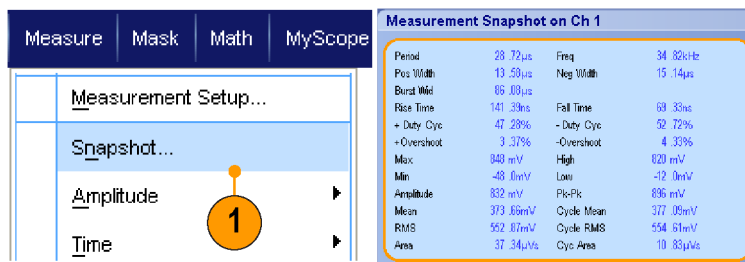 Measure Mask Math MyScope
Measurement Setup...
Snapshot...
Amplitude
1
Time
Measurement Snapshot on Ch 1
Period 28 .72µs Freq 34 .82kHz
Pos Width 13 .58µs Neg Width 15 .14µs
Burst Wid 86 .08µs
Rise Time 141 .39ns Fall Time 69 .33ns
+ Duty Cyc 47 .28% - Duty Cyc 52 .72%
+Overshoot 3 .37% -Overshoot 4 .33%
Max 848 mV High 820 mV
Min -48 .0mV Low -12 .0mV
Amplitude 832 mV Pk-Pk 896 mV
Mean 373 .66mV Cycle Mean 377 .09mV
RMS 552 .87mV Cycle RMS 554 .61mV
Area 37 .34µVs Cyc Area 10 .83µVs